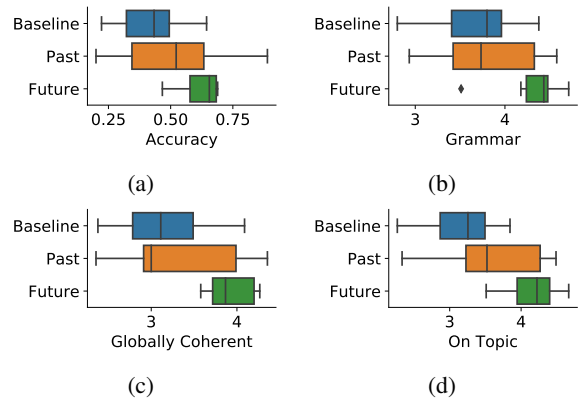 Baseline
Past
Future
0.25 0.50 0.75
Accuracy
(a)
Baseline
Past
Future
3 4
Grammar
(b)
Baseline
Past
Future
3 4
Globally Coherent
(c)
Baseline
Past
Future
3 4
On Topic
(d)